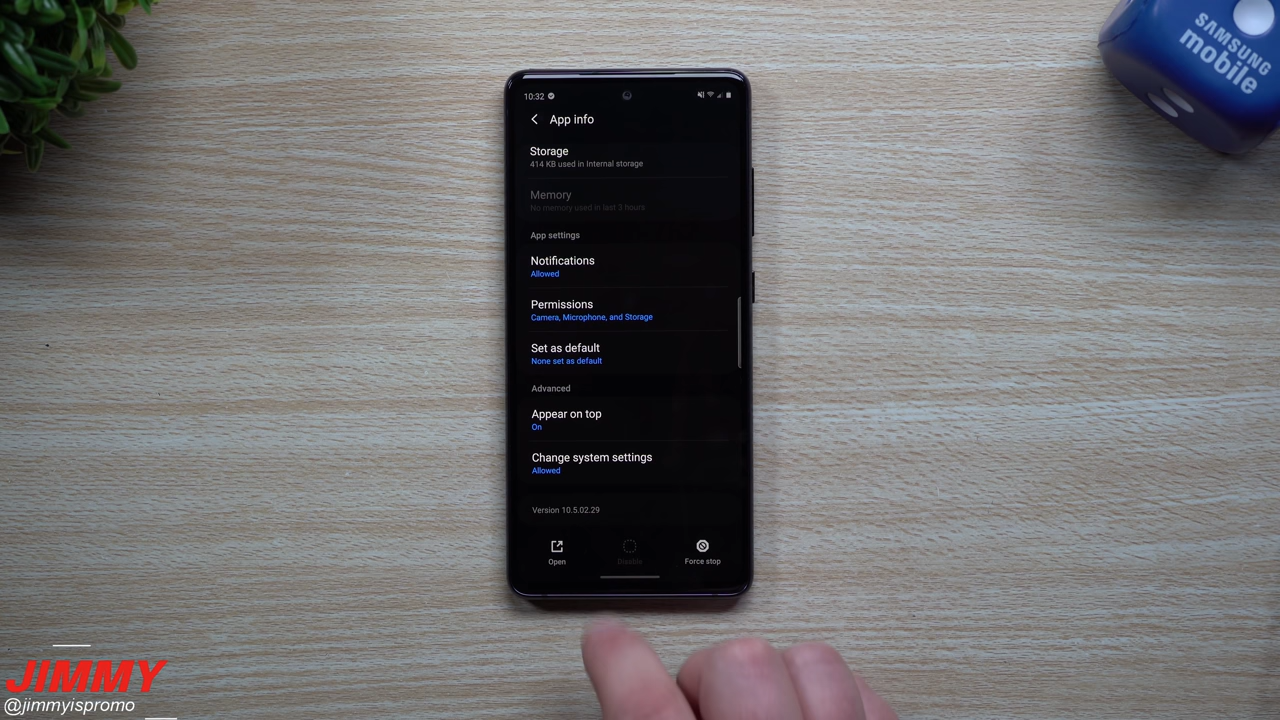 SAMSUNG
mobile
10:32
App info
Storage
414 KB used in Internal storage
Memory
No memory used in last 3 hours
App settings
Notifications
Allowed
Permissions
Camera, Microphone, and Storage
Set as default
None set as default
Advanced
Appear on top
On
Change system settings
Allowed
Version 10.5.02.29
Open
Disable
Force stop
JIMMY
@jimmyispromo